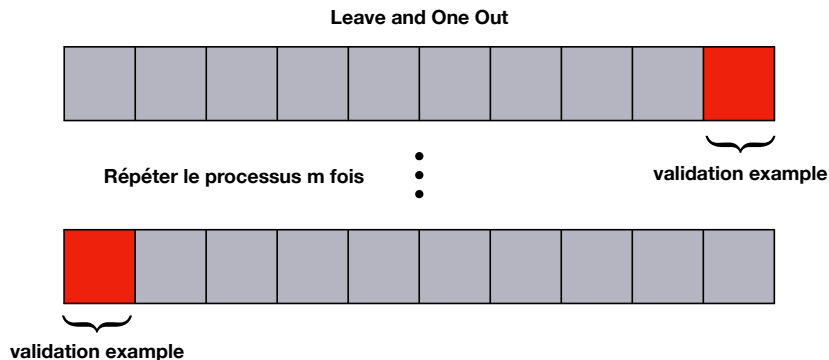 Leave and One Out
validation example
Répéter le processus m fois
validation example